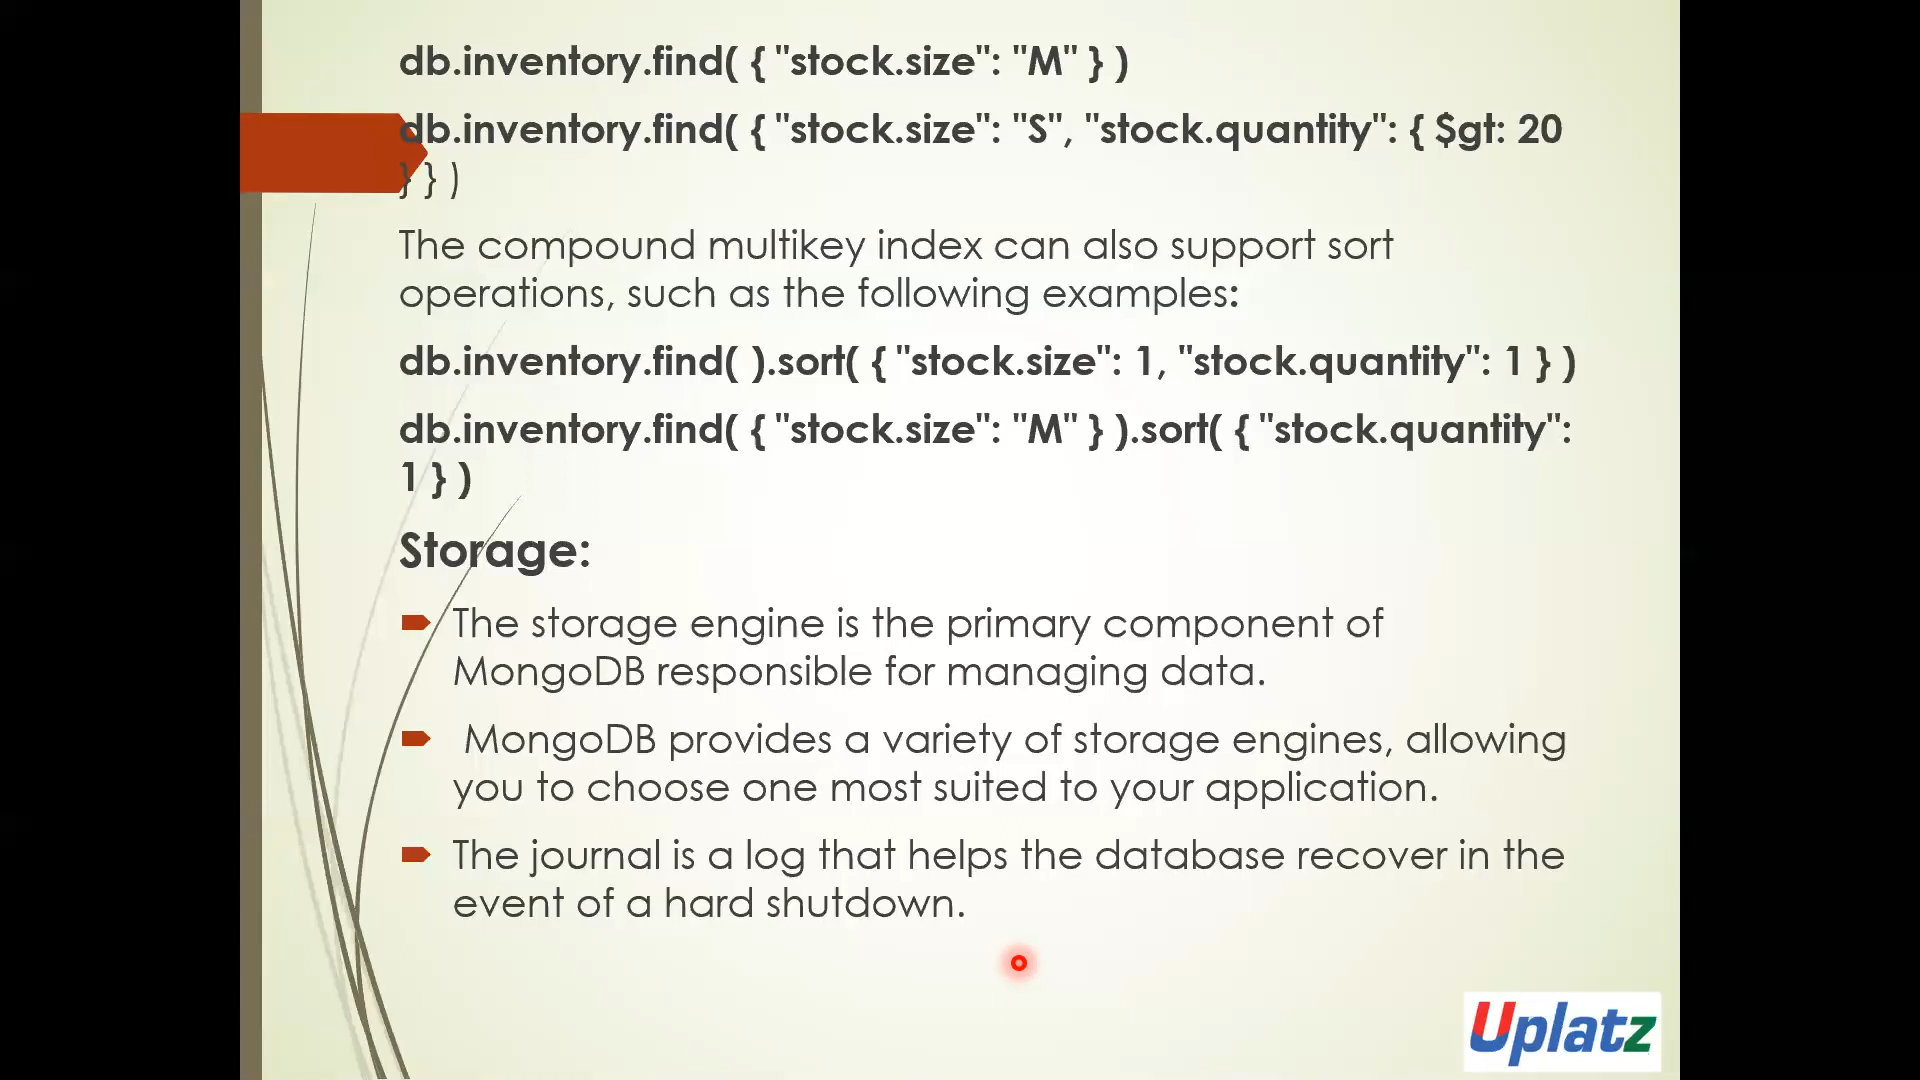 db.inventory.find( { "stock.size": "M" } )
db.inventory.find( { "stock.size": "S", "stock.quantity": { $gt: 20
} } )
The compound multikey index can also support sort
operations, such as the following examples:
db.inventory.find( ).sort( { "stock.size": 1, "stock.quantity": 1 } )
db.inventory.find( { "stock.size": "M" } ).sort( { "stock.quantity":
1 } )
Storage:
The storage engine is the primary component of
MongoDB responsible for managing data.
MongoDB provides a variety of storage engines, allowing
you to choose one most suited to your application.
The journal is a log that helps the database recover in the
event of a hard shutdown.
Uplatz